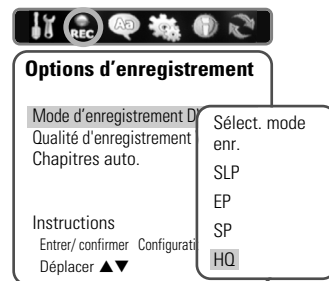 REC
Aa
Options d'enregistrement
Mode d'enregistrement D
Qualité d'enregistrement
Chapitres auto.
Sélect. mode
enr.
SLP
EP
SP
HQ
Instructions
Entrer/ confirmer Configurati
Déplacer ▲▼